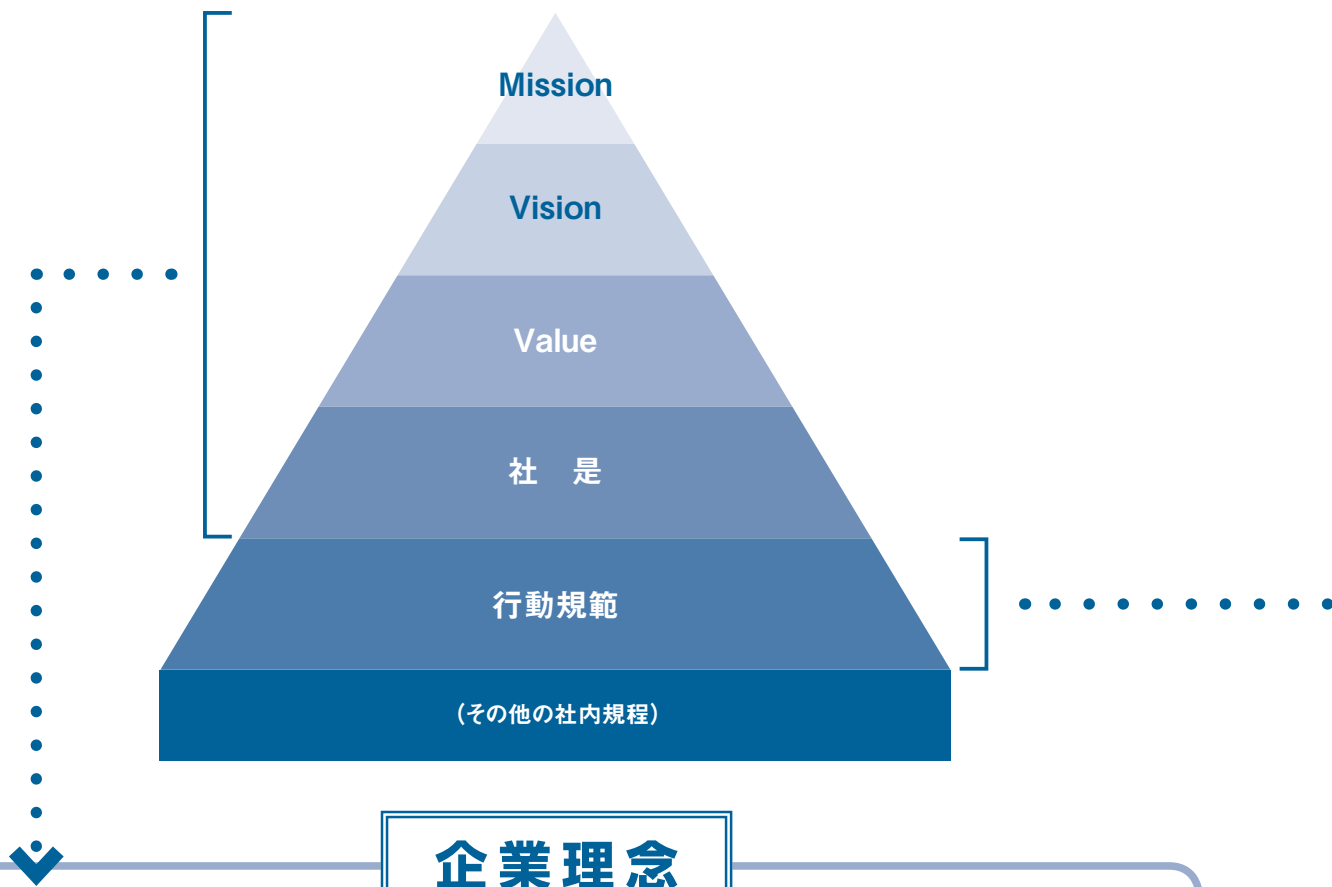 Mission
Vision
Value
社　是
行動規範
（その他の社内規程）
企業理念